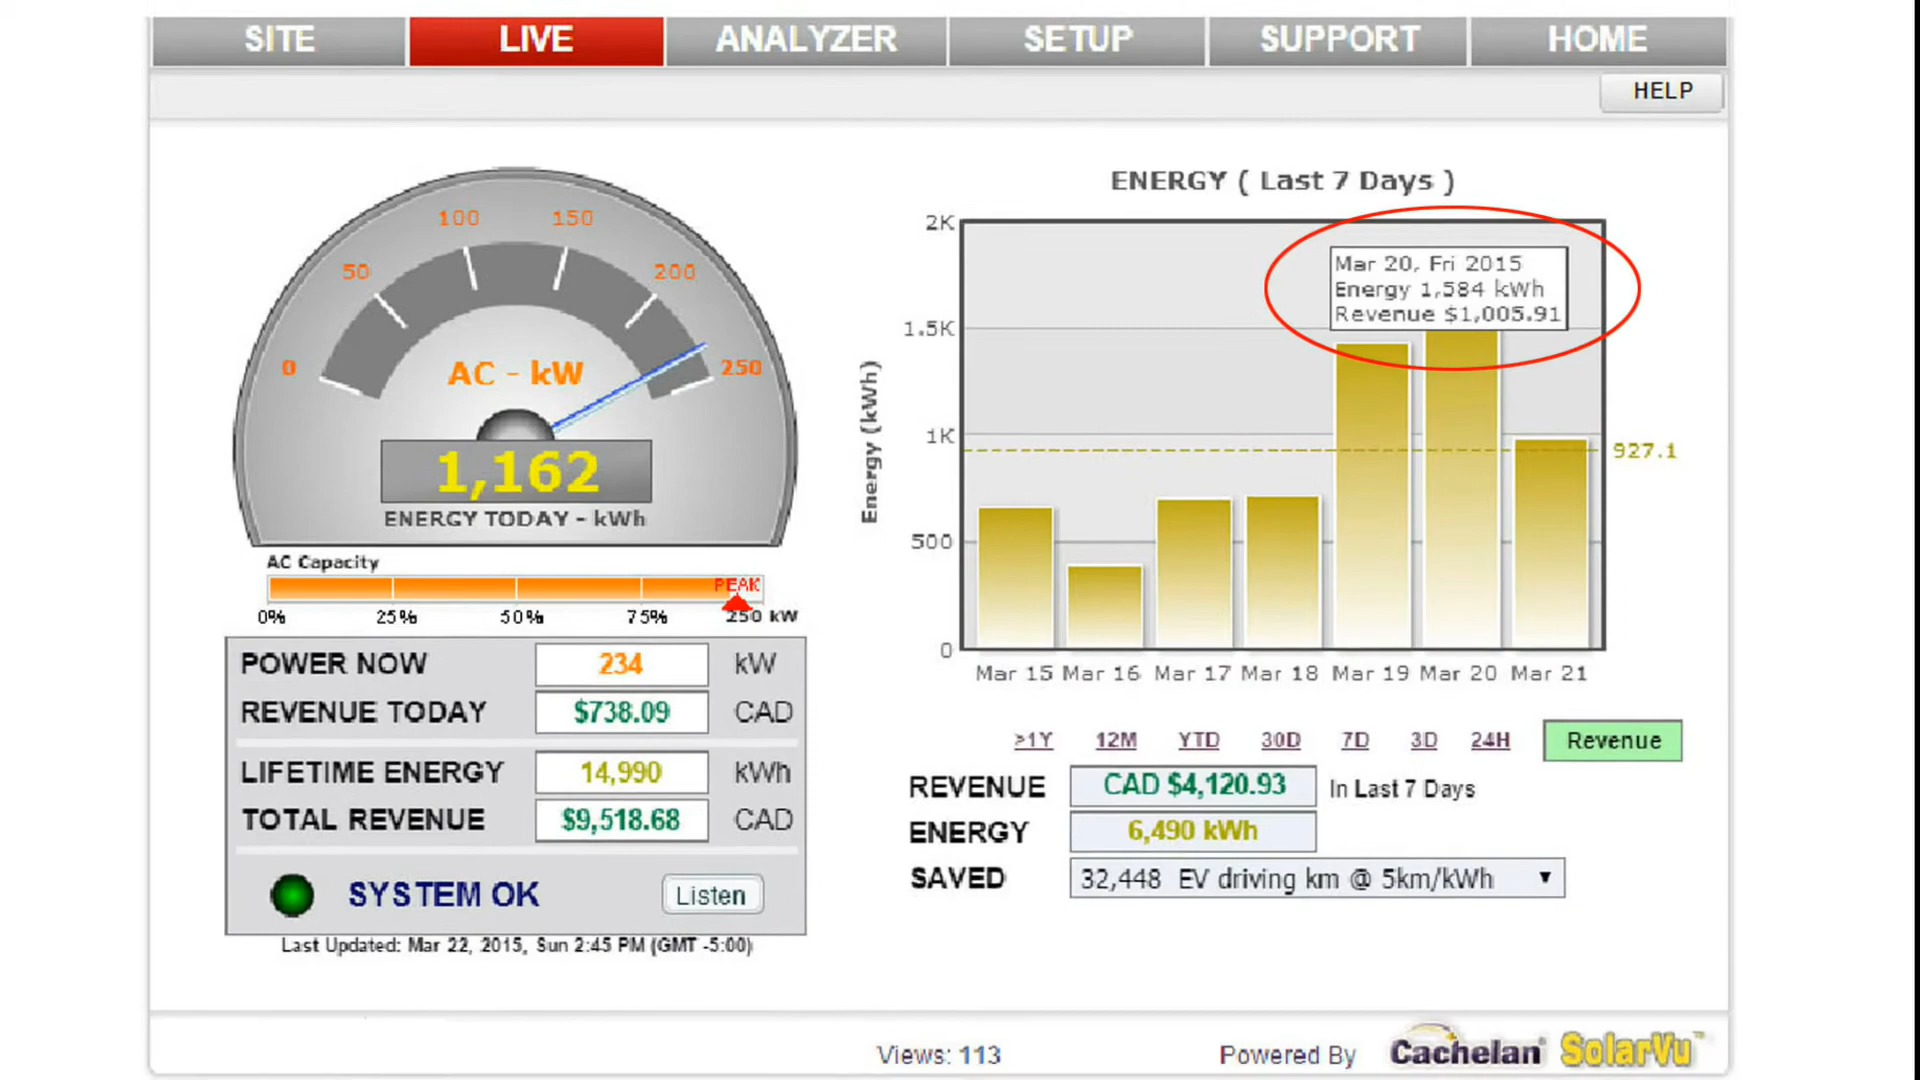 SITE LIVE ANALYZER SETUP SUPPORT HOME
HELP
0 50 100 150 200 250
AC - kW
1,162
ENERGY TODAY - kWh
AC Capacity
PEAK
0% 25% 50% 75% 250 kW
POWER NOW 234 kW
REVENUE TODAY $738.09 CAD
LIFETIME ENERGY 14,990 kWh
TOTAL REVENUE $9,518.68 CAD
SYSTEM OK Listen
Last Updated: Mar 22, 2015, Sun 2:45 PM (GMT -5:00)
ENERGY ( Last 7 Days )
Energy (kWh)
2K
1.5K
1K
500
0
Mar 20, Fri 2015
Energy 1,584 kWh
Revenue $1,005.91
927.1
Mar 15 Mar 16 Mar 17 Mar 18 Mar 19 Mar 20 Mar 21
>1Y 12M YTD 30D 7D 3D 24H Revenue
REVENUE CAD $4,120.93 In Last 7 Days
ENERGY 6,490 kWh
SAVED 32,448 EV driving km @ 5km/kWh
Views: 113 Powered By Cachelan SolarVu™